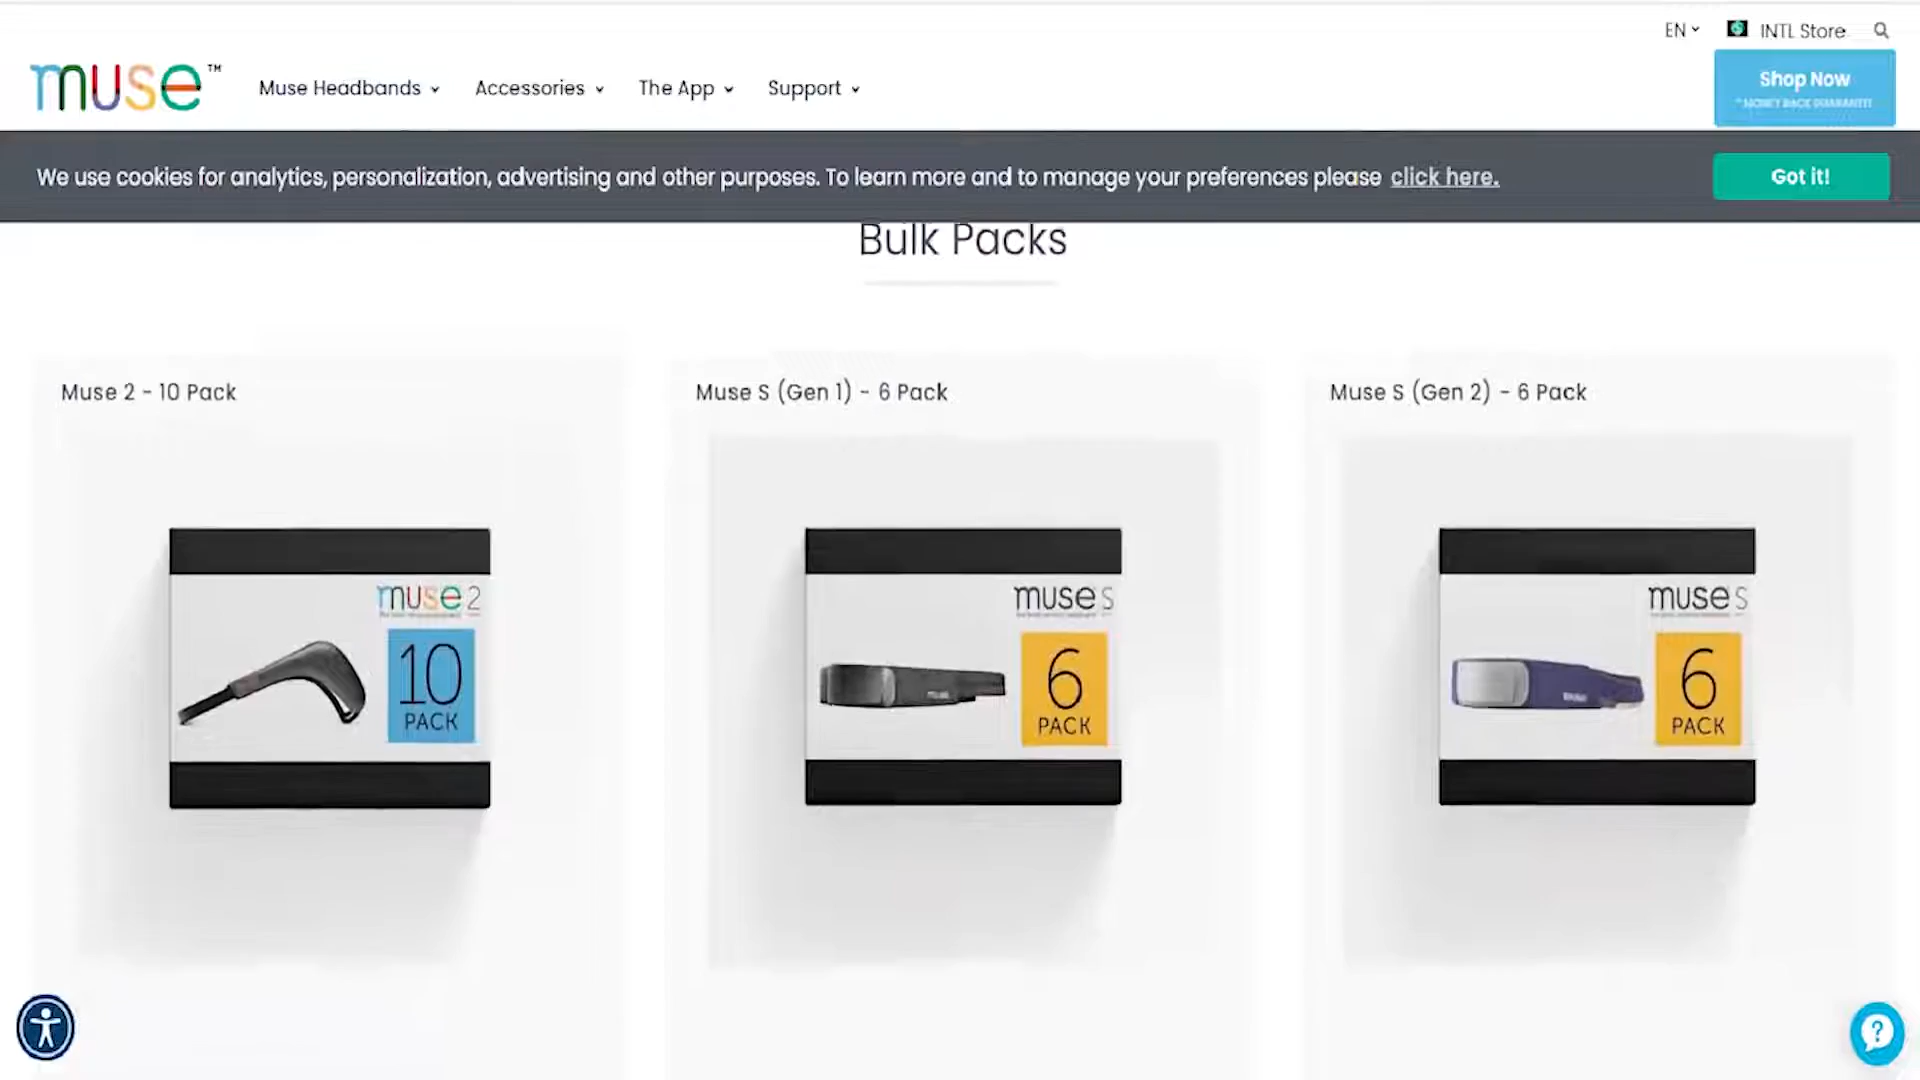 EN
INTL Store
muse™
Muse Headbands
Accessories
The App
Support
Shop Now
* MONEY BACK GUARANTEE
We use cookies for analytics, personalization, advertising and other purposes. To learn more and to manage your preferences please click here.
Got it!
Bulk Packs
Muse 2 - 10 Pack
Muse S (Gen 1) - 6 Pack
Muse S (Gen 2) - 6 Pack
muse 2
10
PACK
muse s
6
PACK
muse s
6
PACK